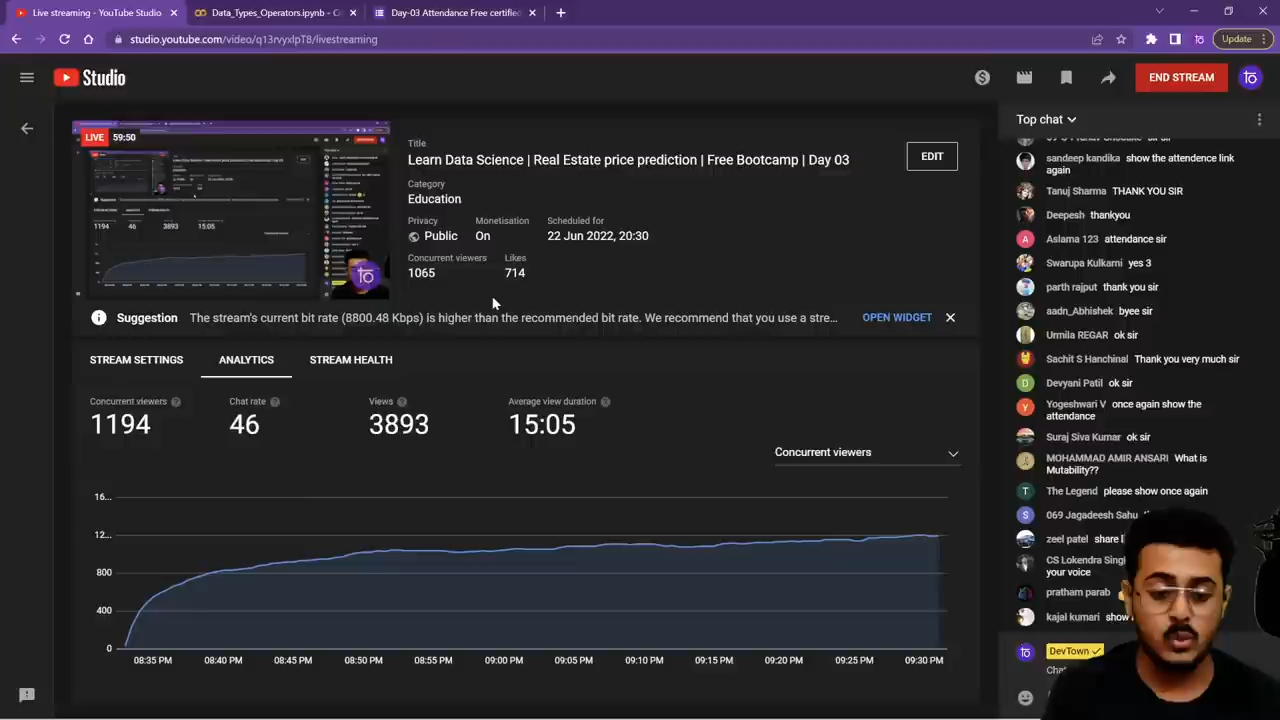 Live streaming - YouTube Studio
Data_Types_Operators.ipynb - C
Day-03 Attendance Free certified
studio.youtube.com/video/q13rvyxlpT8/livestreaming
Update
Studio
END STREAM
LIVE 59:50
Title
Learn Data Science | Real Estate price prediction | Free Bootcamp | Day 03
EDIT
Category
Education
Privacy Monetisation Scheduled for
Public On 22 Jun 2022, 20:30
Concurrent viewers Likes
1065 714
Suggestion The stream's current bit rate (8800.48 Kbps) is higher than the recommended bit rate. We recommend that you use a stre... OPEN WIDGET
STREAM SETTINGS ANALYTICS STREAM HEALTH
Concurrent viewers Chat rate Views Average view duration
1194 46 3893 15:05
Concurrent viewers
16...
12...
800
400
0
08:35 PM 08:40 PM 08:45 PM 08:50 PM 08:55 PM 09:00 PM 09:05 PM 09:10 PM 09:15 PM 09:20 PM 09:25 PM 09:30 PM
Top chat
sandeep kandika show the attendence link
again
Tanuj Sharma THANK YOU SIR
Deepesh thankyou
Aslama 123 attendance sir
Swarupa Kulkarni yes 3
parth rajput thank you sir
aadn_Abhishek byee sir
Urmila REGAR ok sir
Sachit S Hanchinal Thank you very much sir
Devyani Patil ok sir
Yogeshwari V once again show the
attendance
Suraj Siva Kumar ok sir
MOHAMMAD AMIR ANSARI What is
Mutability??
The Legend please show once again
069 Jagadeesh Sahu
zeel patel share
CS Lokendra Sing
your voice
pratham parab
kajal kumari show
DevTown